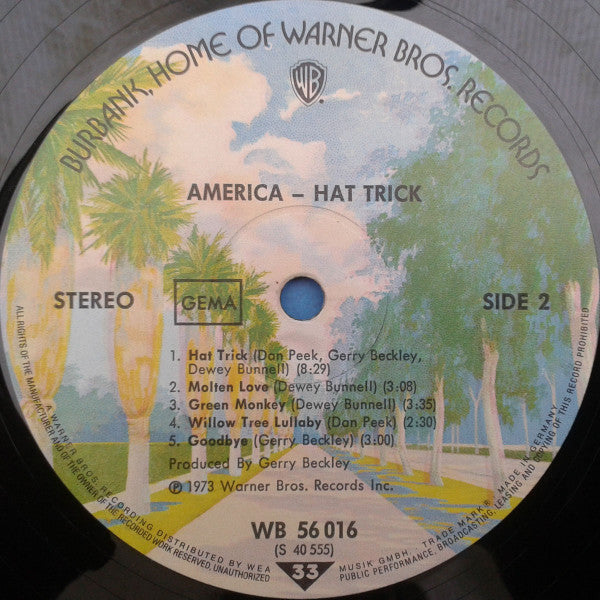 BURBANK, HOME OF WARNER BROS. RECORDS
WB
AMERICA – HAT TRICK
STEREO
GEMA
SIDE 2
1. Hat Trick (Dan Peek, Gerry Beckley,
Dewey Bunnell) (8:29)
2. Molten Love (Dewey Bunnell) (3:08)
3. Green Monkey (Dewey Bunnell) (3:35)
4. Willow Tree Lullaby (Dan Peek) (2:30)
5. Goodbye (Gerry Beckley) (3:00)
Produced By Gerry Beckley
℗ 1973 Warner Bros. Records Inc.
WB 56 016
(S 40 555)
33
A WARNER BROS. RECORDING DISTRIBUTED BY WEA MUSIK GMBH · TRADE MARK® MADE IN GERMANY
ALL RIGHTS OF THE MANUFACTURER AND OF THE OWNER OF THE RECORDED WORK RESERVED. UNAUTHORIZED PUBLIC PERFORMANCE, BROADCASTING, LEASING AND COPYING OF THIS RECORD PROHIBITED